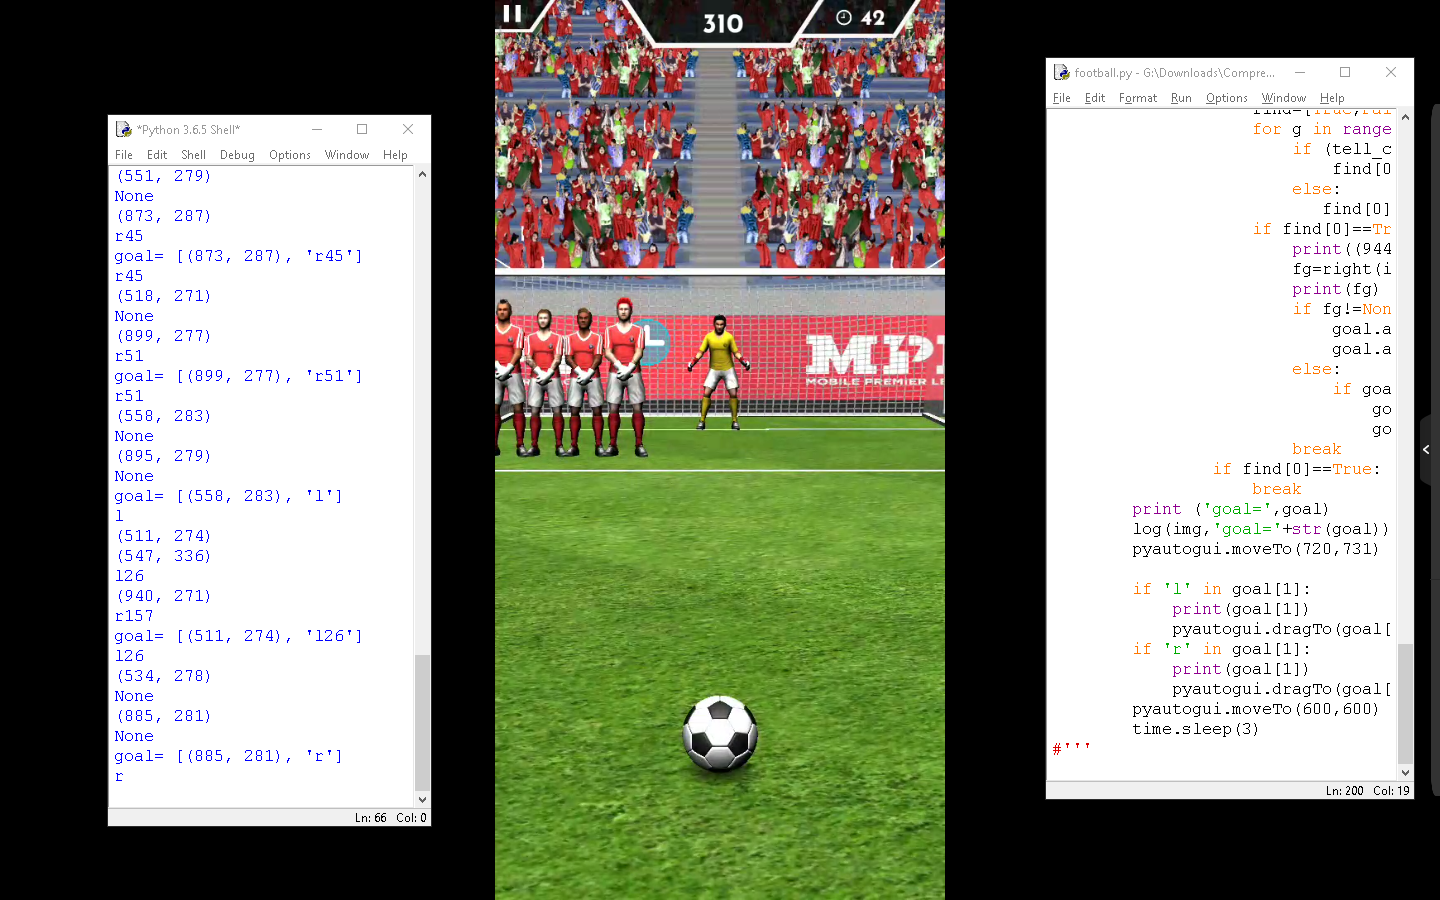 *Python 3.6.5 Shell*
File Edit Shell Debug Options Window Help
(551, 279)
None
(873, 287)
r45
goal= [(873, 287), 'r45']
r45
(518, 271)
None
(899, 277)
r51
goal= [(899, 277), 'r51']
r51
(558, 283)
None
(895, 279)
None
goal= [(558, 283), 'l']
l
(511, 274)
(547, 336)
l26
(940, 271)
r157
goal= [(511, 274), 'l26']
l26
(534, 278)
None
(885, 281)
None
goal= [(885, 281), 'r']
r
Ln: 66 Col: 0
310
42
MP
MOBILE PREMIER LE
football.py - G:\Downloads\Compre...
File Edit Format Run Options Window Help
for g in range
if (tell_c
find[0
else:
find[0]
if find[0]==Tr
print((944
fg=right(i
print(fg)
if fg!=Non
goal.a
goal.a
else:
if goa
go
go
break
if find[0]==True:
break
print ('goal=',goal)
log(img,'goal='+str(goal))
pyautogui.moveTo(720,731)
if 'l' in goal[1]:
print(goal[1])
pyautogui.dragTo(goal[
if 'r' in goal[1]:
print(goal[1])
pyautogui.dragTo(goal[
pyautogui.moveTo(600,600)
time.sleep(3)
#'''
Ln: 200 Col: 19